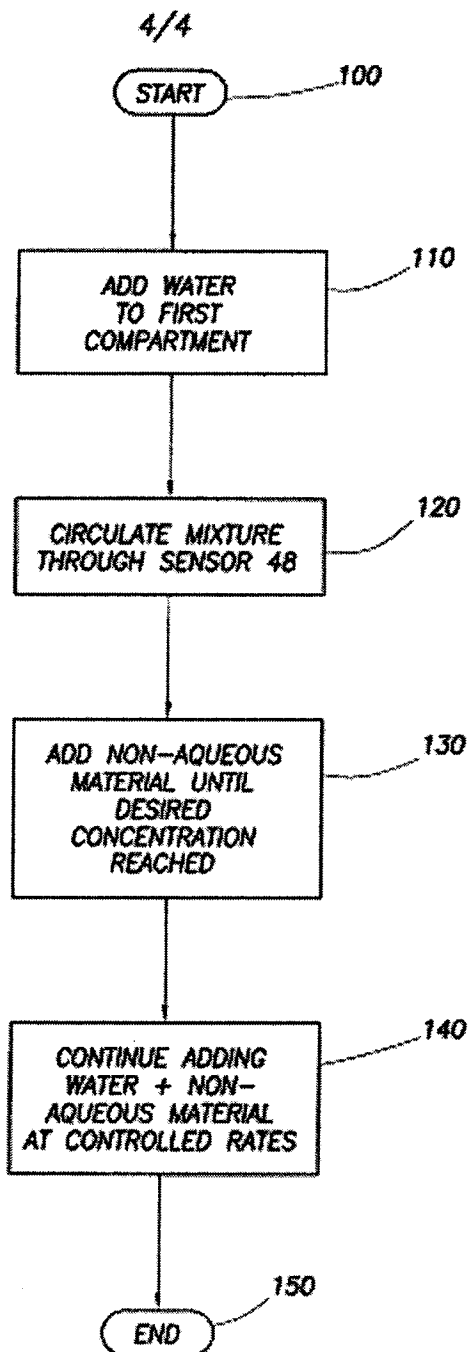 4/4
START
100
ADD WATER
TO FIRST
COMPARTMENT
110
CIRCULATE MIXTURE
THROUGH SENSOR 48
120
ADD NON-AQUEOUS
MATERIAL UNTIL
DESIRED
CONCENTRATION
REACHED
130
CONTINUE ADDING
WATER + NON-
AQUEOUS MATERIAL
AT CONTROLLED RATES
140
END
150